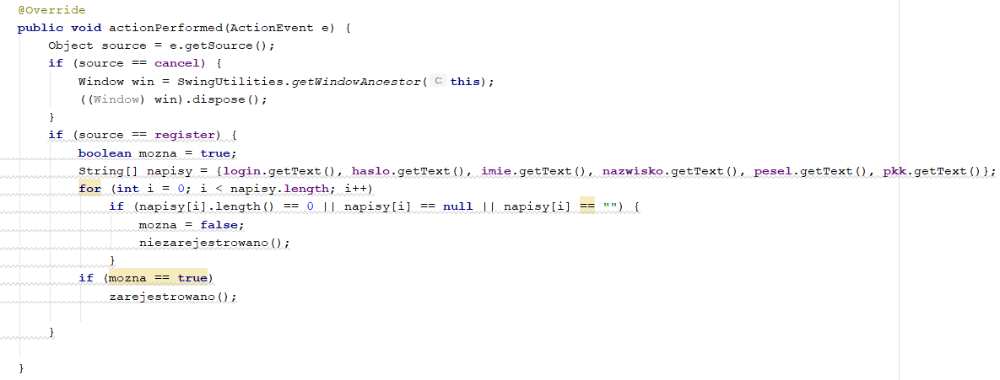 @Override
public void actionPerformed(ActionEvent e) {
    Object source = e.getSource();
    if (source == cancel) {
        Window win = SwingUtilities.getWindowAncestor( c: this);
        ((Window) win).dispose();
    }
    if (source == register) {
        boolean mozna = true;
        String[] napisy = {login.getText(), haslo.getText(), imie.getText(), nazwisko.getText(), pesel.getText(), pkk.getText()};
        for (int i = 0; i < napisy.length; i++)
            if (napisy[i].length() == 0 || napisy[i] == null || napisy[i] == "") {
                mozna = false;
                niezarejestrowano();
            }
        if (mozna == true)
            zarejestrowano();
    }
}